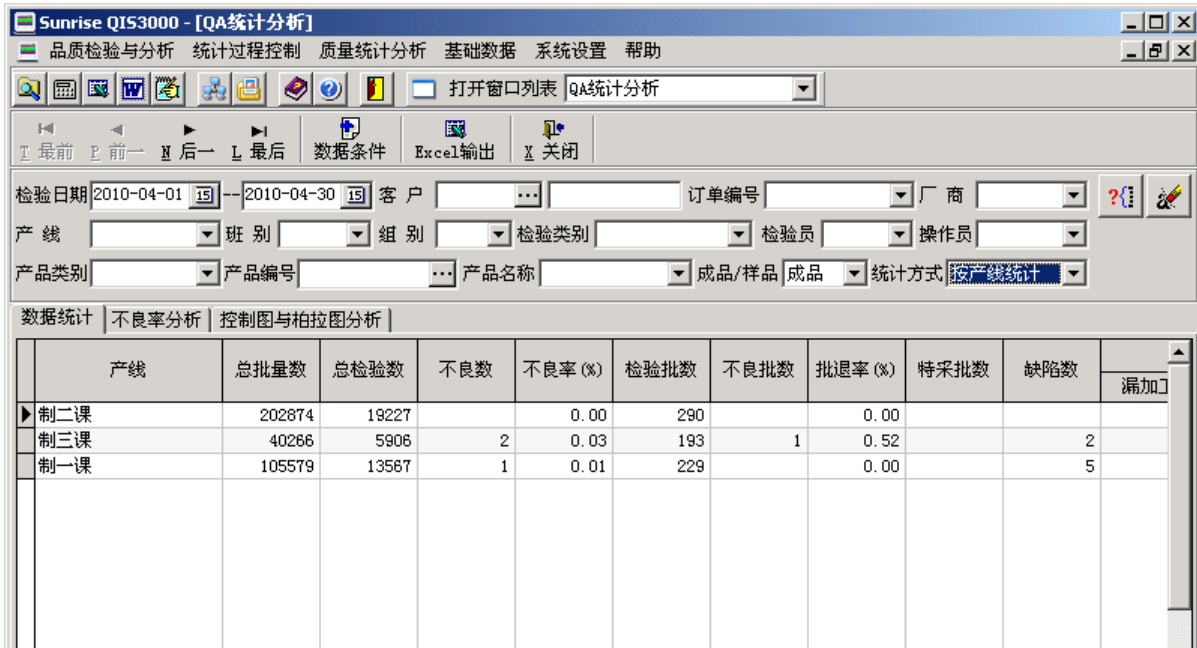 Sunrise QIS3000 - [QA统计分析]
品质检验与分析 统计过程控制 质量统计分析 基础数据 系统设置 帮助
打开窗口列表 QA统计分析
T 最前 P 前一 N 后一 L 最后 数据条件 Excel输出 X 关闭
检验日期 2010-04-01 15 -- 2010-04-30 15 客 户 ... 订单编号 厂 商
产 线 班 别 组 别 检验类别 检验员 操作员
产品类别 产品编号 ... 产品名称 成品/样品 成品 统计方式 按产线统计
数据统计 不良率分析 控制图与柏拉图分析
产线 总批量数 总检验数 不良数 不良率(%) 检验批数 不良批数 批退率(%) 特采批数 缺陷数
漏加工
制二课 202874 19227 0.00 290 0.00
制三课 40266 5906 2 0.03 193 1 0.52 2
制一课 105579 13567 1 0.01 229 0.00 5